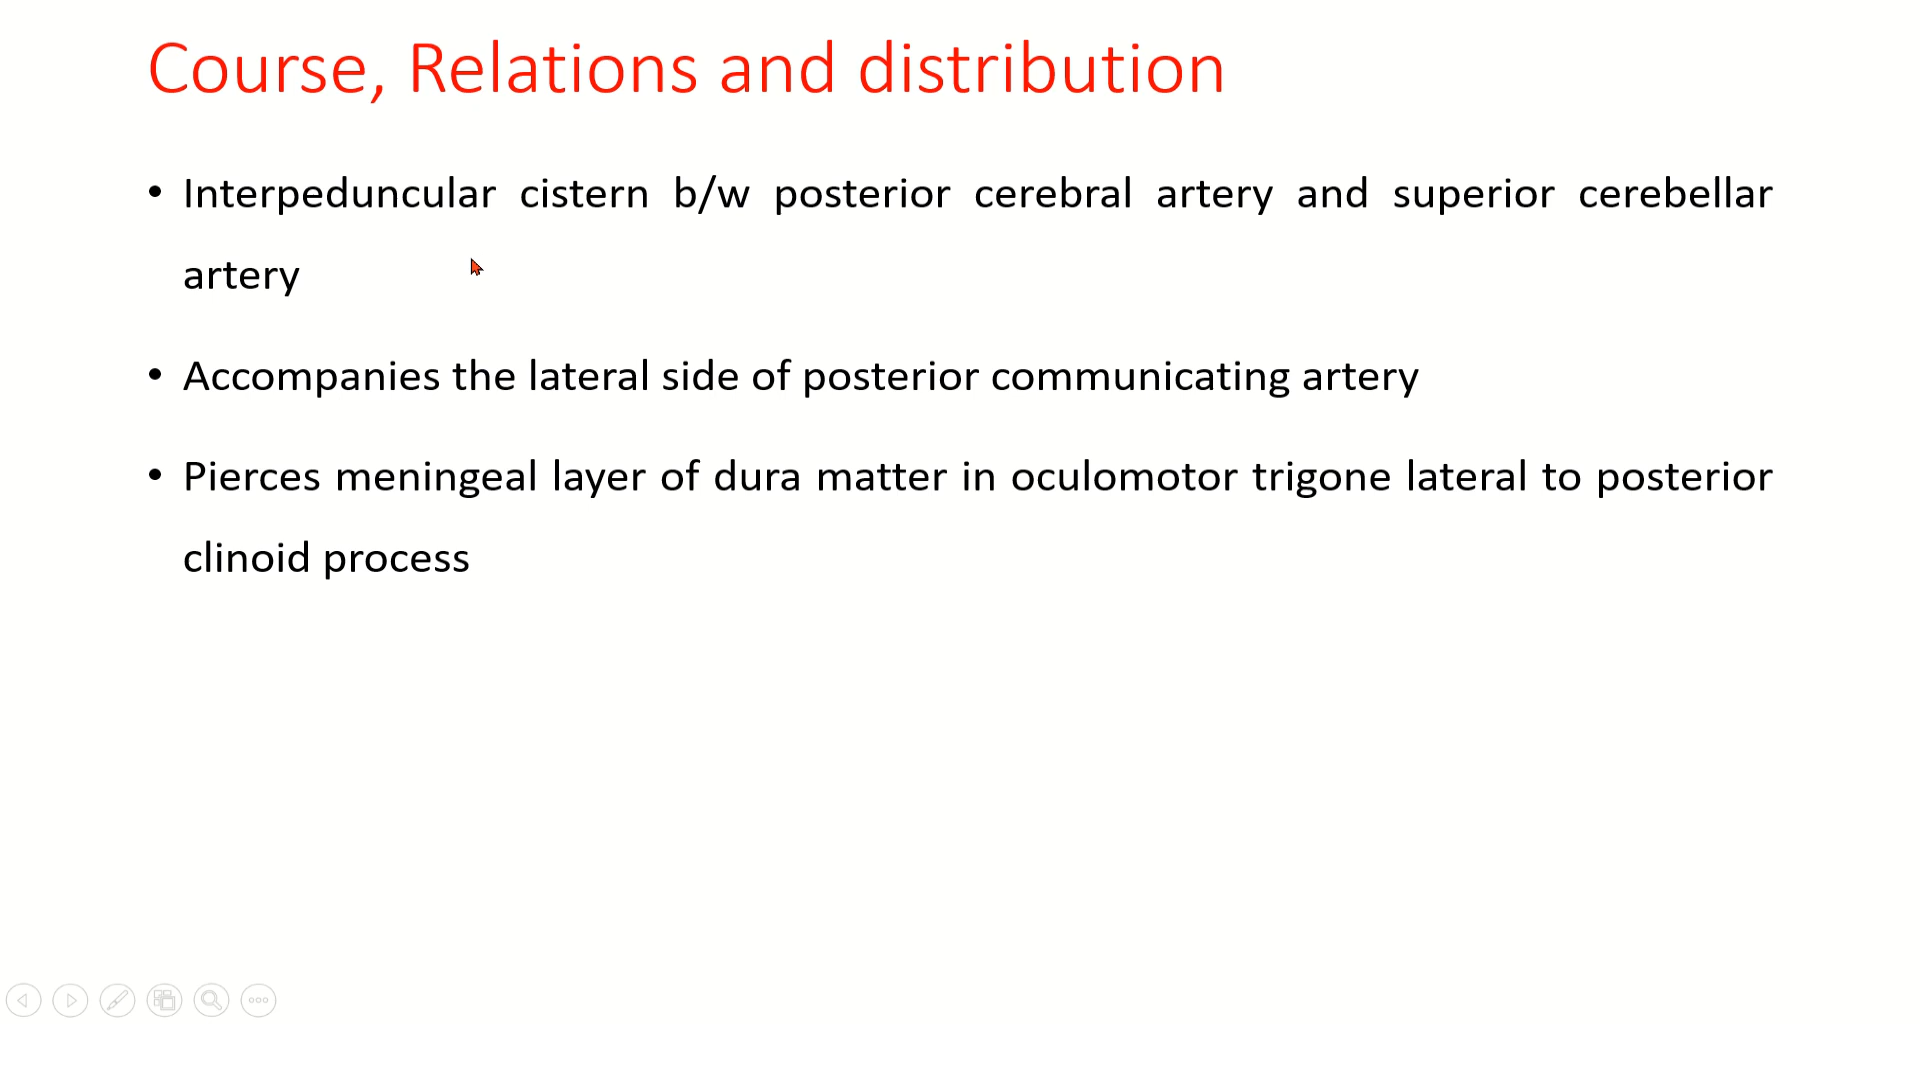 Course, Relations and distribution
• Interpeduncular cistern b/w posterior cerebral artery and superior cerebellar
artery
• Accompanies the lateral side of posterior communicating artery
• Pierces meningeal layer of dura matter in oculomotor trigone lateral to posterior
clinoid process